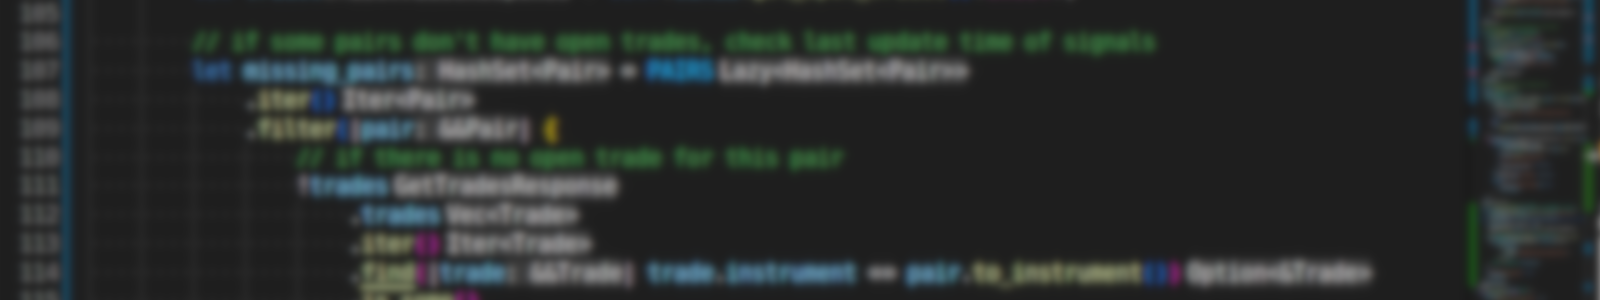 105
106 // if some pairs don't have open trades, check last update time of signals
107 let missing_pairs: HashSet<Pair> = PAIRS Lazy<HashSet<Pair>>
108 .iter() Iter<Pair>
109 .filter(|pair: &&Pair| {
110 // if there is no open trade for this pair
111 !trades GetTradesResponse
112 .trades Vec<Trade>
113 .iter() Iter<Trade>
114 .find(|trade: &&Trade| trade.instrument == pair.to_instrument()) Option<&Trade>
115 .is_some()